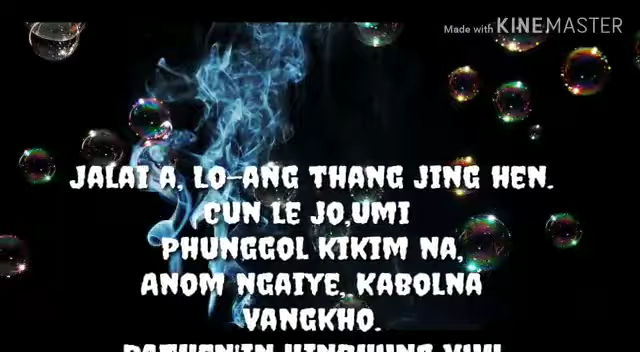 Made with KINEMASTER
JALAI A, LO-ANG THANG JING HEN.
CUN LE JO,UMI
PHUNGGOL KIKIM NA,
ANOM NGAIYE, KABOLNA
VANGKHO.